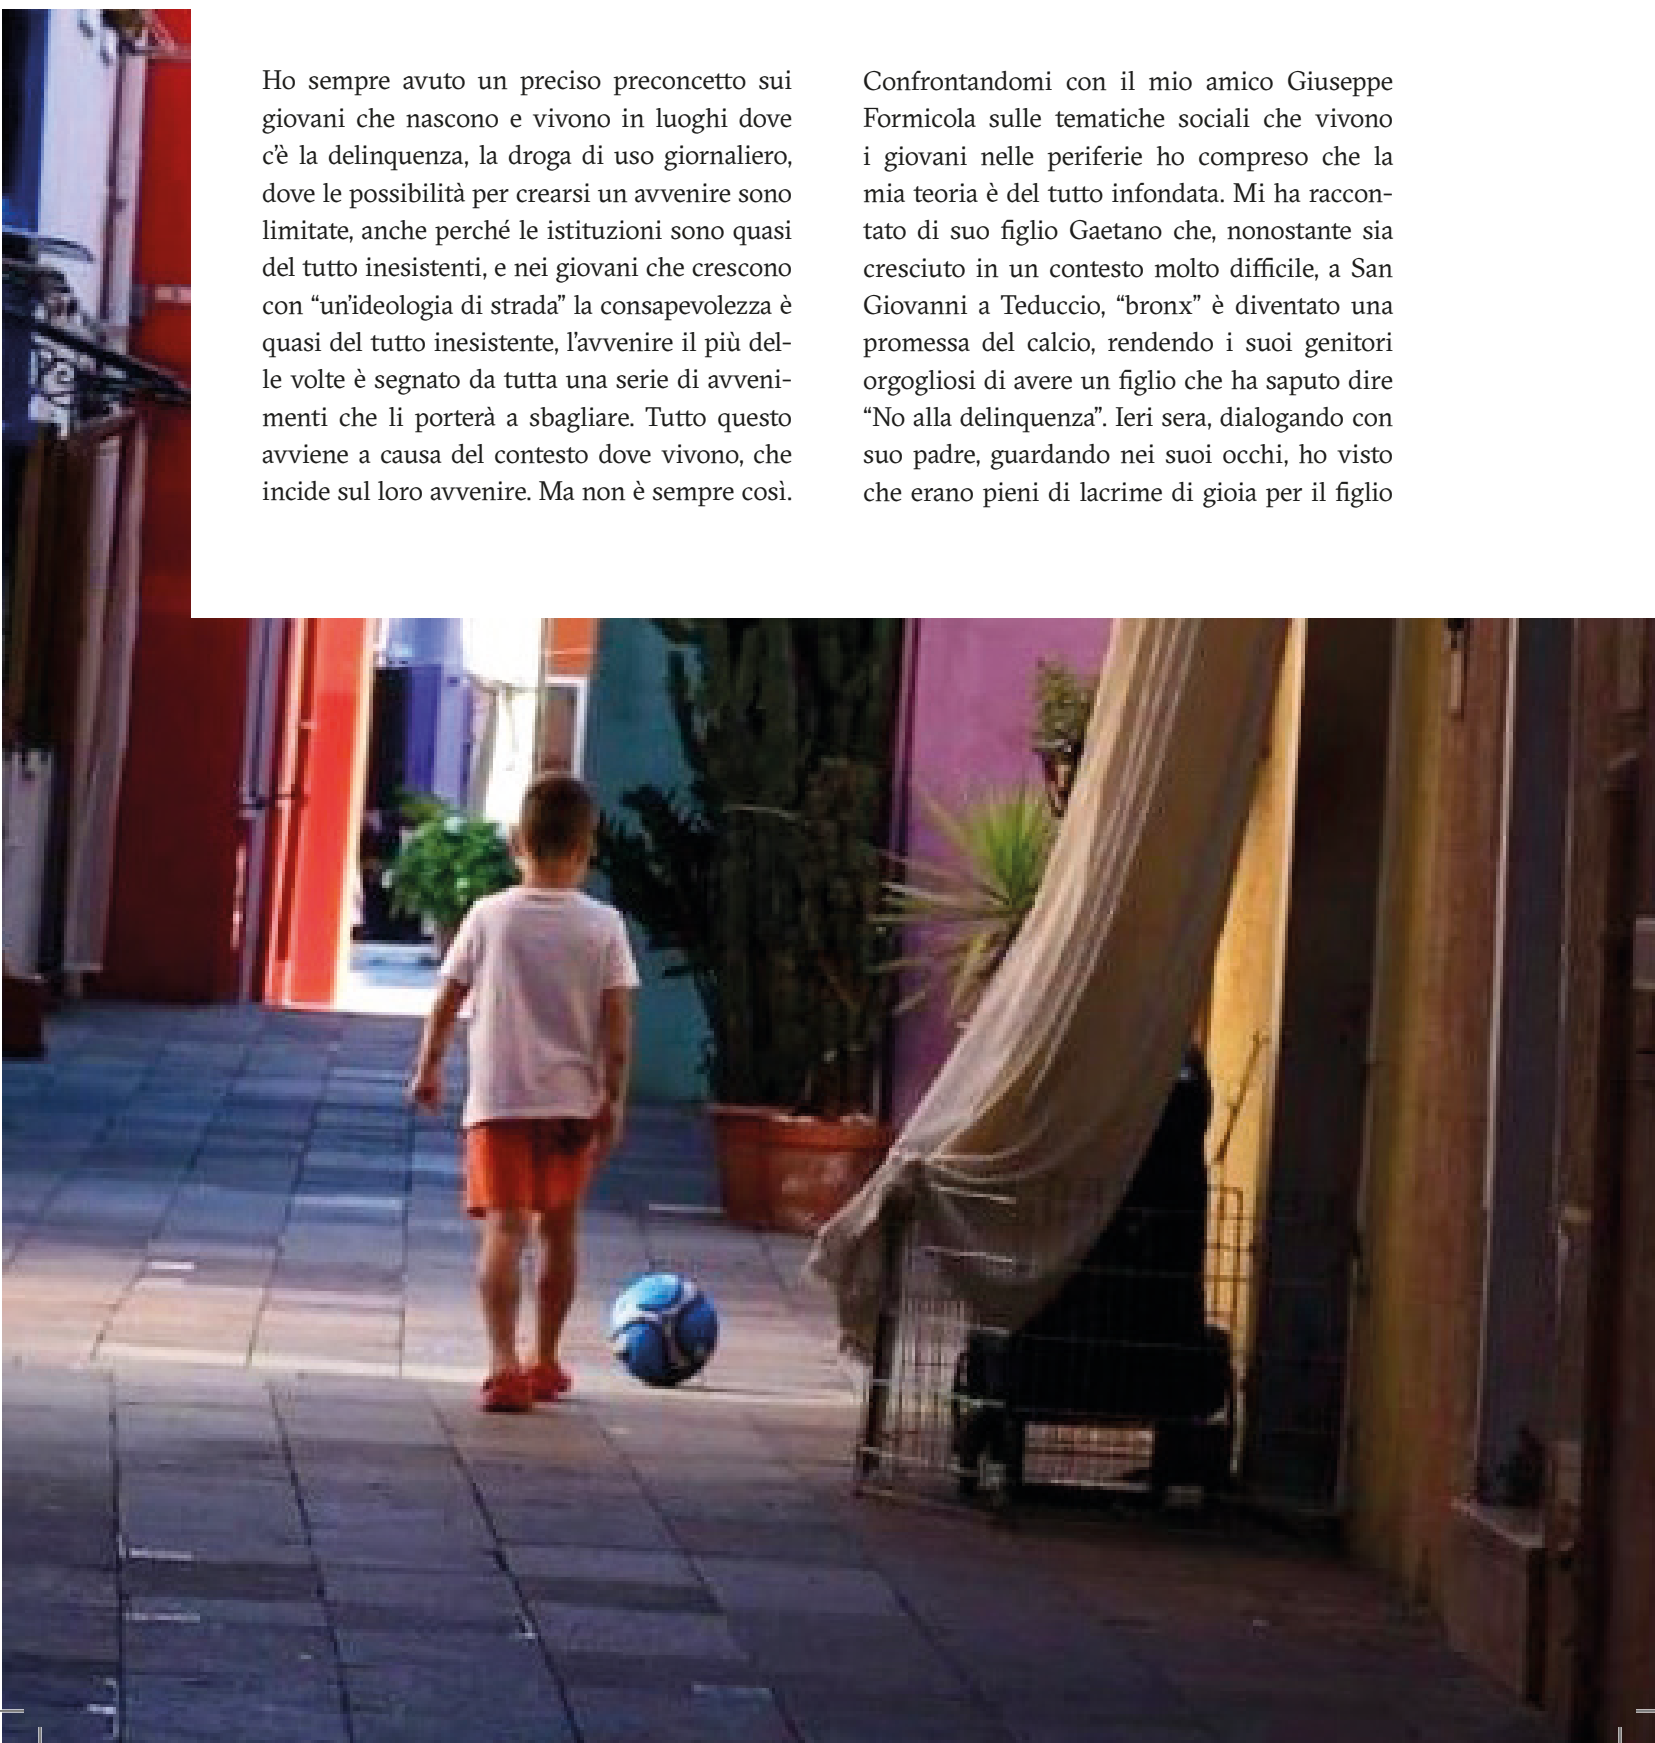 Ho sempre avuto un preciso preconcetto sui
giovani che nascono e vivono in luoghi dove
c'è la delinquenza, la droga di uso giornaliero,
dove le possibilità per crearsi un avvenire sono
limitate, anche perché le istituzioni sono quasi
del tutto inesistenti, e nei giovani che crescono
con “un'ideologia di strada” la consapevolezza è
quasi del tutto inesistente, l'avvenire il più del-
le volte è segnato da tutta una serie di avveni-
menti che li porterà a sbagliare. Tutto questo
avviene a causa del contesto dove vivono, che
incide sul loro avvenire. Ma non è sempre così.
Confrontandomi con il mio amico Giuseppe
Formicola sulle tematiche sociali che vivono
i giovani nelle periferie ho compreso che la
mia teoria è del tutto infondata. Mi ha raccon-
tato di suo figlio Gaetano che, nonostante sia
cresciuto in un contesto molto difficile, a San
Giovanni a Teduccio, “bronx” è diventato una
promessa del calcio, rendendo i suoi genitori
orgogliosi di avere un figlio che ha saputo dire
“No alla delinquenza”. Ieri sera, dialogando con
suo padre, guardando nei suoi occhi, ho visto
che erano pieni di lacrime di gioia per il figlio